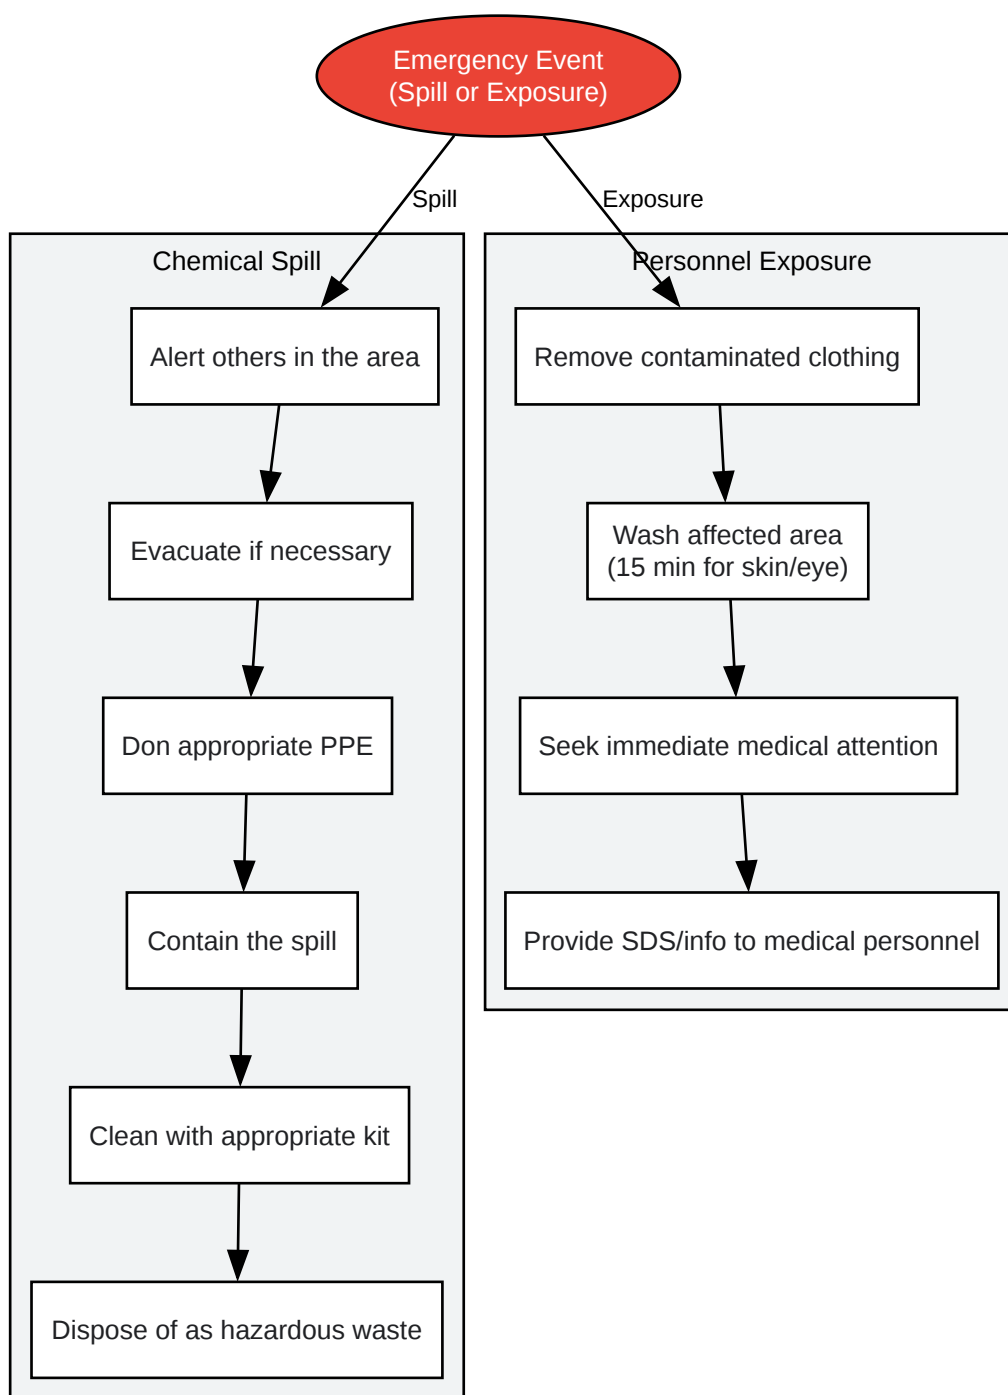 Emergency Event
(Spill or Exposure)
Spill
Exposure
Chemical Spill
Alert others in the area
Evacuate if necessary
Don appropriate PPE
Contain the spill
Clean with appropriate kit
Dispose of as hazardous waste
Personnel Exposure
Remove contaminated clothing
Wash affected area
(15 min for skin/eye)
Seek immediate medical attention
Provide SDS/info to medical personnel